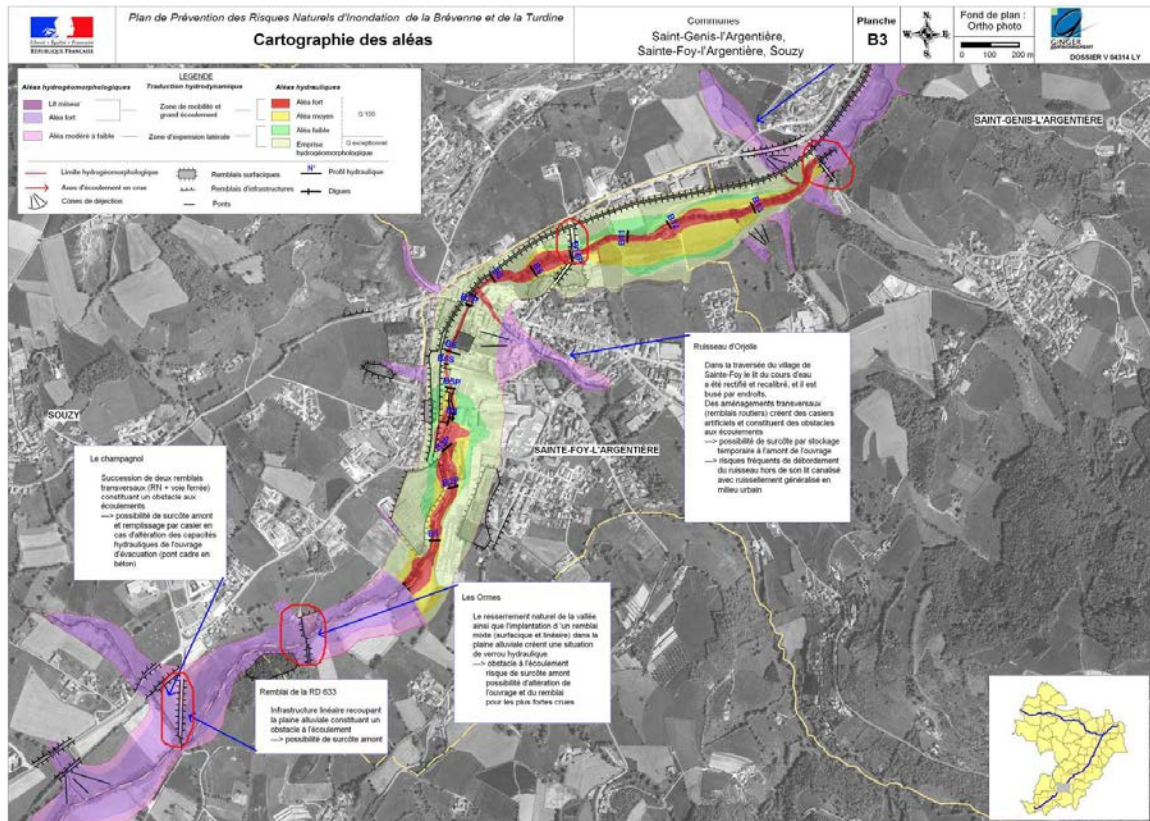 Liberté • Égalité • Fraternité
RÉPUBLIQUE FRANÇAISE
Plan de Prévention des Risques Naturels d'Inondation de la Brévenne et de la Turdine
Cartographie des aléas
Communes
Saint-Genis-l'Argentière,
Sainte-Foy-l'Argentière, Souzy
Planche
B3
N
W E
S
Fond de plan :
Ortho photo
0 100 200 m
GINGER
ENVIRONNEMENT
DOSSIER V 04314 LY
LEGENDE
Aléas hydrogéomorphologiques
Traduction hydrodynamique
Aléas hydrauliques
Lit mineur
Aléa fort
Aléa modéré à faible
Zone de mobilité et
grand écoulement
Zone d'expension latérale
Aléa fort
Aléa moyen
Aléa faible
Emprise
hydrogéomorphologique
Q 100
Q exceptionnel
Limite hydrogéomorphologique
Axes d'écoulement en crue
Cônes de déjection
Remblais surfaciques
Remblais d'infrastructures
Ponts
N°
Profil hydraulique
Digues
SAINT-GENIS-L'ARGENTIÈRE
B11
SOUZY
SAINTE-FOY-L'ARGENTIÈRE
Ruisseau d'Orjolle
Dans la traversée du village de
Sainte-Foy le lit du cours d'eau
a été rectifié et recalibré, et il est
busé par endroits.
Des aménagements transversaux
(remblais routiers) créent des casiers
artificiels et constituent des obstacles
aux écoulements
---> possibilité de surcôte par stockage
temporaire à l'amont de l'ouvrage
---> risques fréquents de débordement
du ruisseau hors de son lit canalisé
avec ruissellement généralisé en
milieu urbain
Le champagnol
Succession de deux remblais
transversaux (RN + voie ferrée)
constituant un obstacle aux
écoulements
---> possibilité de surcôte amont
et remplissage par casier en
cas d'altération des capacités
hydrauliques de l'ouvrage
d'évacuation (pont cadre en
béton)
Les Ormes
Le resserrement naturel de la vallée
ainsi que l'implantation d 'un remblai
mixte (surfacique et linéaire) dans la
plaine alluviale créent une situation
de verrou hydraulique
---> obstacle à l'écoulement
risque de surcôte amont
possibilité d'altération de
l'ouvrage et du remblai
pour les plus fortes crues
Remblai de la RD 633
Infrastructure linéaire recoupant
la plaine alluviale constituant un
obstacle à l'écoulement
---> possibilité de surcôte amont